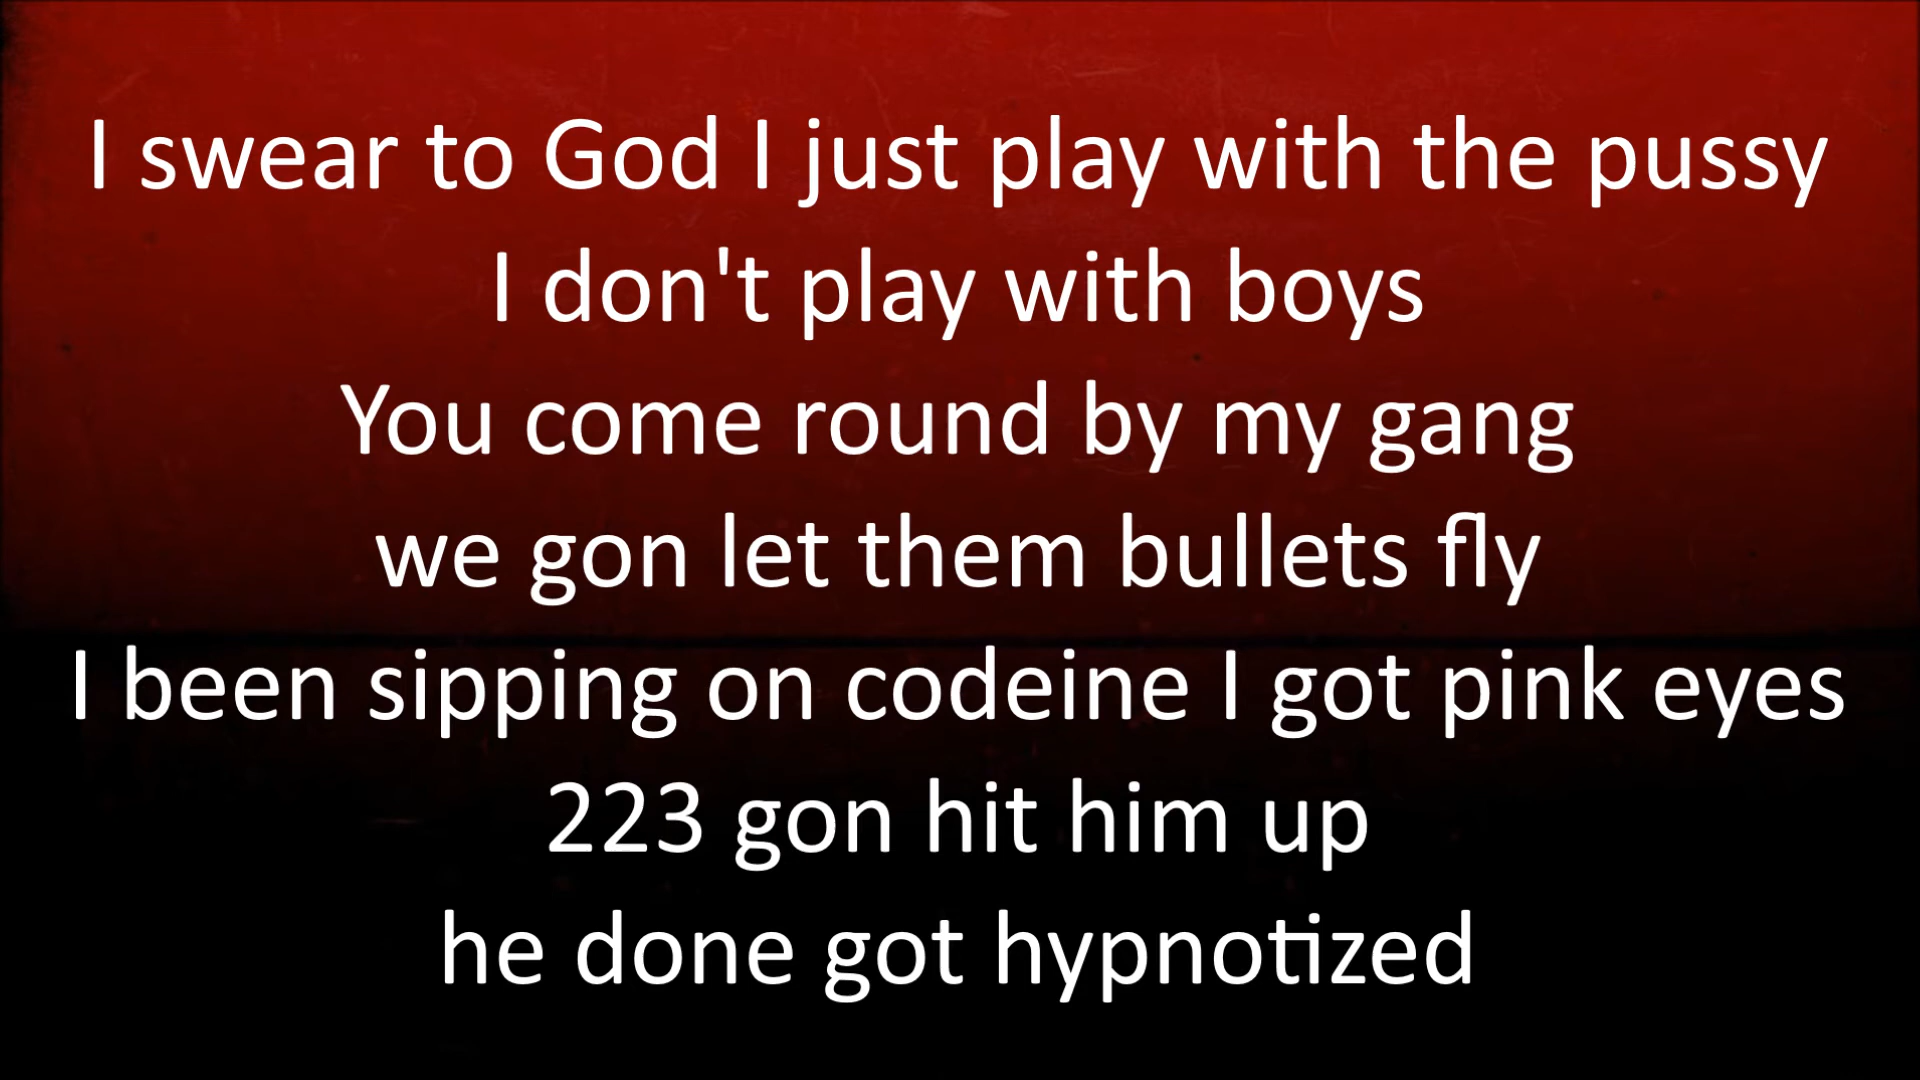 I swear to God I just play with the pussy
I don't play with boys
You come round by my gang
we gon let them bullets fly
I been sipping on codeine I got pink eyes
223 gon hit him up
he done got hypnotized